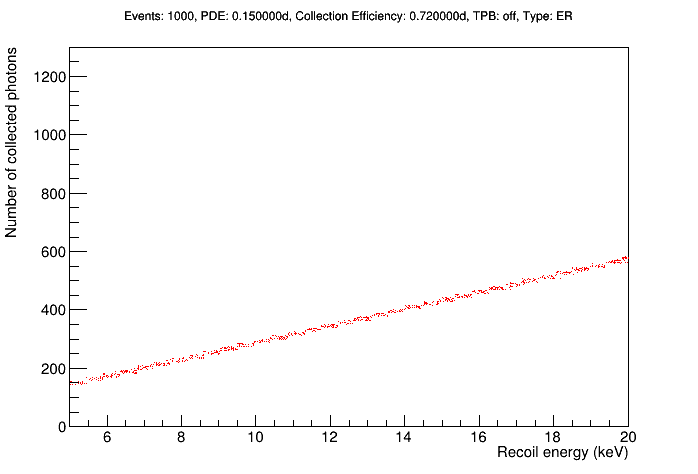 Events: 1000, PDE: 0.150000d, Collection Efficiency: 0.720000d, TPB: off, Type: ER
Number of collected photons
1200
1000
800
600
400
200
0
6 8 10 12 14 16 18 20
Recoil energy (keV)